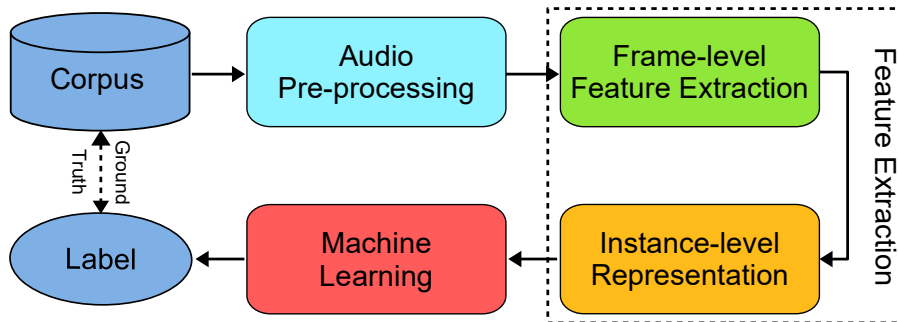 Corpus
Audio
Pre-processing
Frame-level
Feature Extraction
Feature Extraction
Ground
Truth
Label
Machine
Learning
Instance-level
Representation